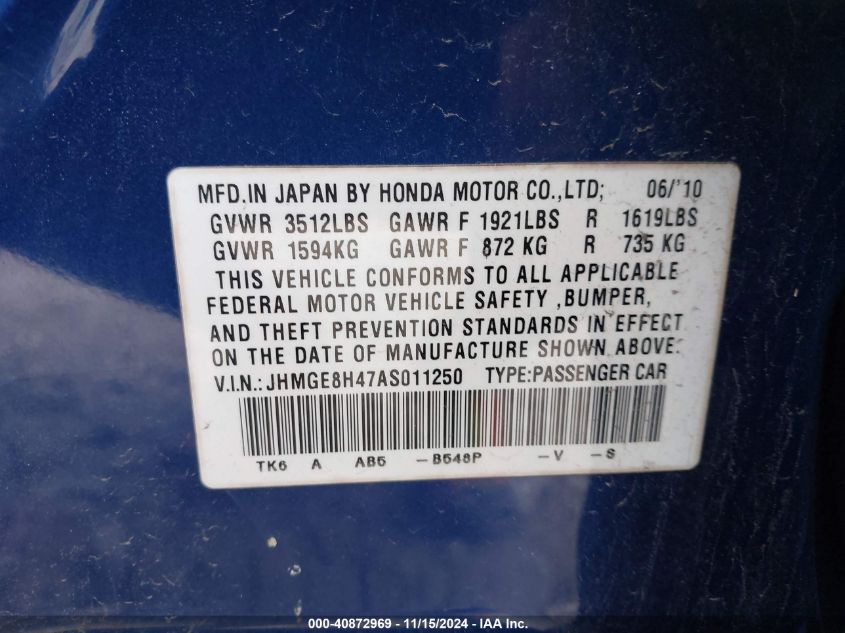 MFD.IN JAPAN BY HONDA MOTOR CO.,LTD; 06/'10
GVWR 3512LBS GAWR F 1921LBS R 1619LBS
GVWR 1594KG GAWR F 872 KG R 735 KG
THIS VEHICLE CONFORMS TO ALL APPLICABLE
FEDERAL MOTOR VEHICLE SAFETY ,BUMPER,
AND THEFT PREVENTION STANDARDS IN EFFECT
ON THE DATE OF MANUFACTURE SHOWN ABOVE:
V.I.N.:JHMGE8H47AS011250 TYPE:PASSENGER CAR
TK6 A AB5 -B548P -V -S
000-40872969 - 11/15/2024 - IAA Inc.